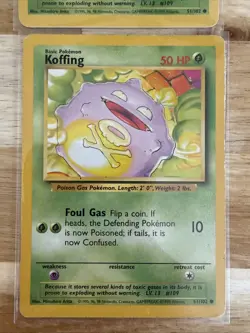 prone to exploding without warning. LV. 13 #109
51/102
Basic Pokémon
Koffing
50 HP
Poison Gas Pokémon. Length: 2' 0", Weight: 2 lbs.
Foul Gas Flip a coin. If
heads, the Defending Pokémon
is now Poisoned; if tails, it is
now Confused.
10
weakness
resistance
retreat cost
Because it stores several kinds of toxic gases in its body, it is
prone to exploding without warning. LV. 13 #109
51/102